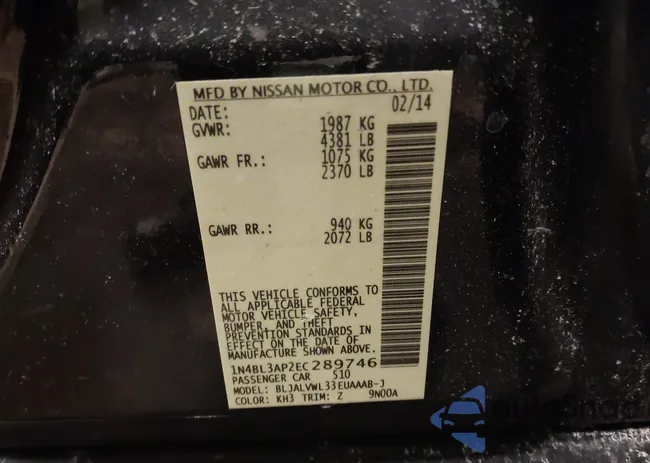 MFD BY NISSAN MOTOR CO., LTD.
DATE: 02/14
GVWR: 1987 KG
4381 LB
GAWR FR.: 1075 KG
2370 LB
GAWR RR.: 940 KG
2072 LB
THIS VEHICLE CONFORMS TO
ALL APPLICABLE FEDERAL
MOTOR VEHICLE SAFETY,
BUMPER, AND THEFT
PREVENTION STANDARDS IN
EFFECT ON THE DATE OF
MANUFACTURE SHOWN ABOVE.
1N4BL3AP2EC289746
PASSENGER CAR 510
MODEL: BLJALVWL33EUAAAB-J
COLOR: KH3 TRIM: Z 9N00A